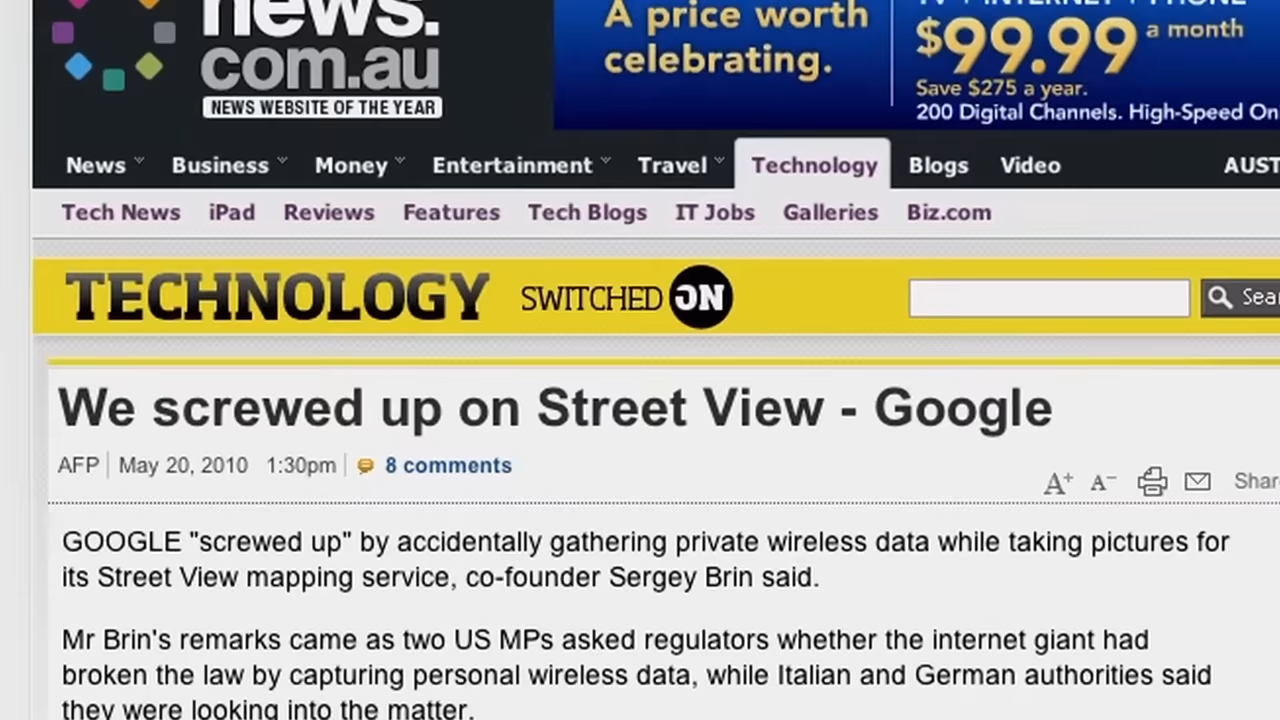 news.
com.au
NEWS WEBSITE OF THE YEAR
A price worth
celebrating.
TV + INTERNET + PHONE
$99.99 a month
Save $275 a year.
200 Digital Channels. High-Speed On
News Business Money Entertainment Travel Technology Blogs Video AUST
Tech News iPad Reviews Features Tech Blogs IT Jobs Galleries Biz.com
TECHNOLOGY SWITCHED ON
Sea
We screwed up on Street View - Google
AFP May 20, 2010 1:30pm 8 comments
A+ A− Shar
GOOGLE "screwed up" by accidentally gathering private wireless data while taking pictures for
its Street View mapping service, co-founder Sergey Brin said.
Mr Brin's remarks came as two US MPs asked regulators whether the internet giant had
broken the law by capturing personal wireless data, while Italian and German authorities said
they were looking into the matter.